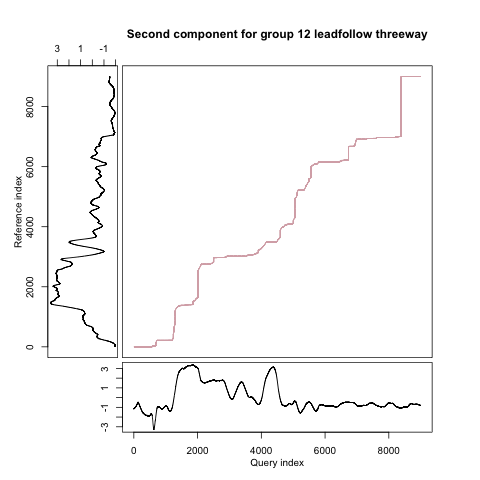 Second component for group 12 leadfollow threeway
3 1 -1
Reference index
8000
6000
4000
2000
0
3
1
-1
-3
0 2000 4000 6000 8000
Query index